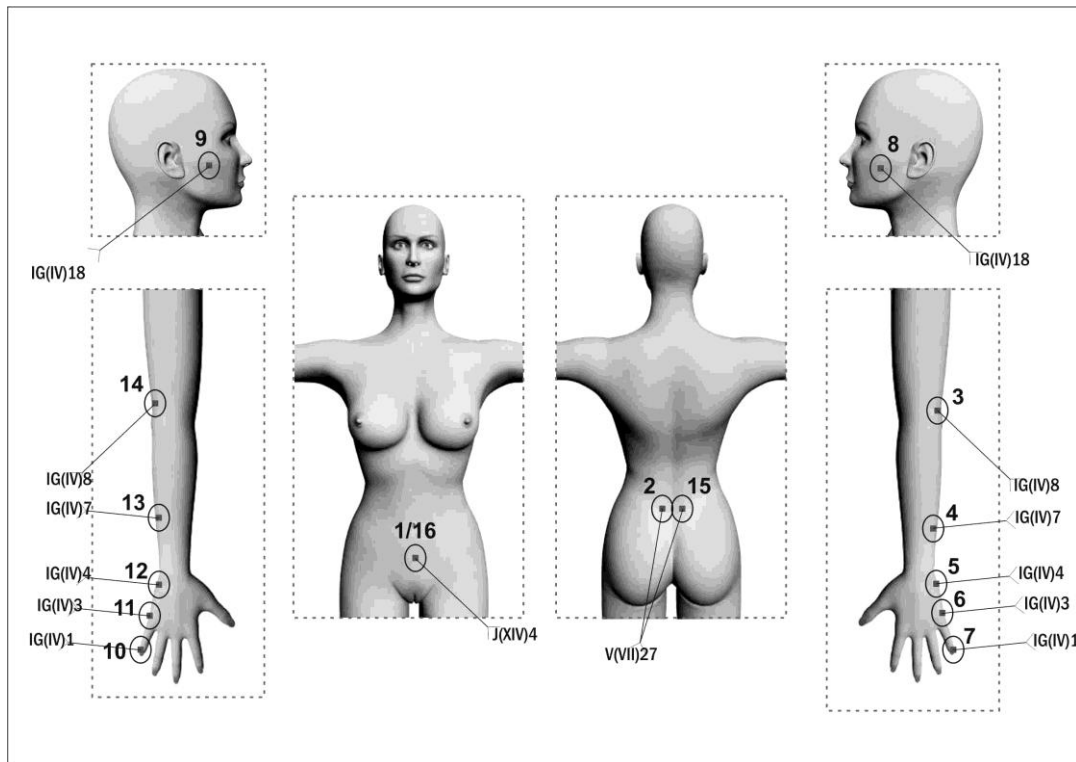 9
IG(IV)18
8
IG(IV)18
14
IG(IV)8
13
IG(IV)7
12
IG(IV)4
11
IG(IV)3
10
IG(IV)1
1/16
J(XIV)4
2
15
V(VII)27
3
IG(IV)8
4
IG(IV)7
5
IG(IV)4
6
IG(IV)3
7
IG(IV)1